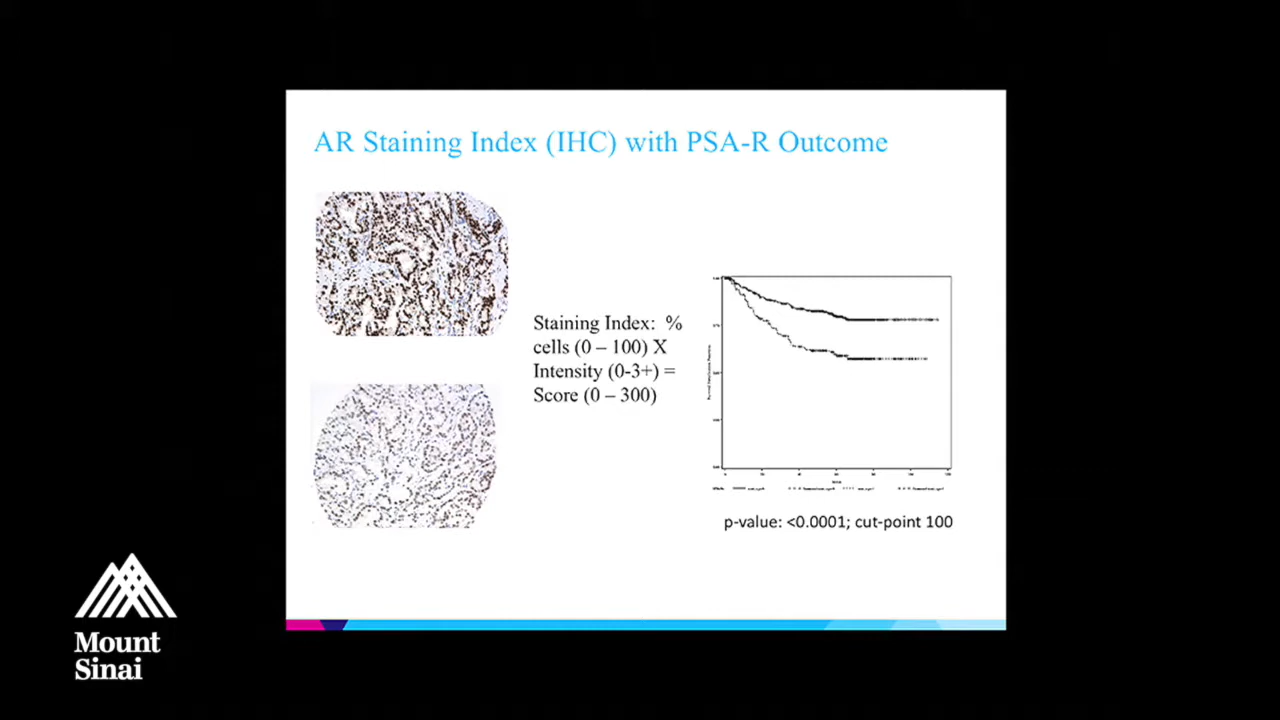 AR Staining Index (IHC) with PSA-R Outcome
Staining Index: %
cells (0 – 100) X
Intensity (0-3+) =
Score (0 – 300)
p-value: <0.0001; cut-point 100
Mount
Sinai